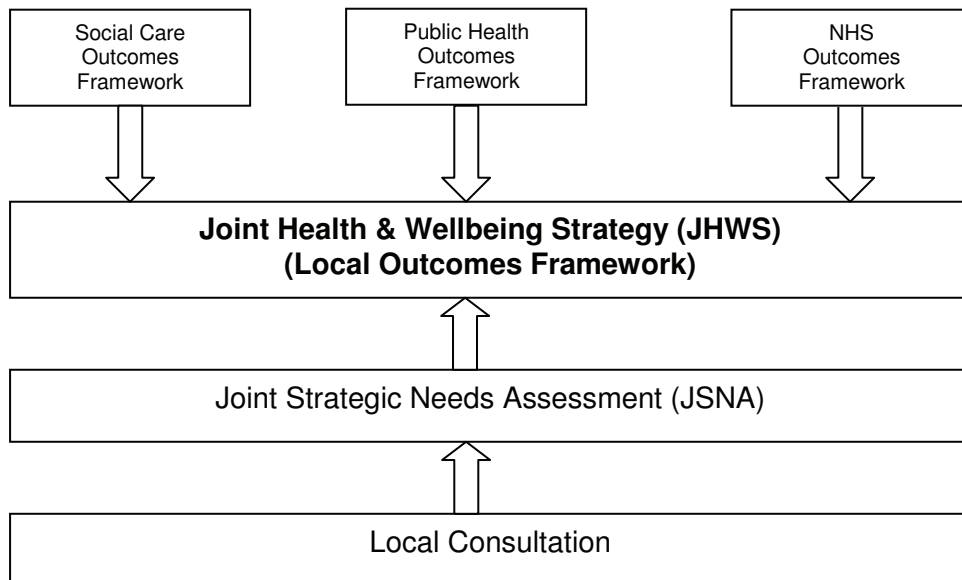 Social Care
Outcomes
Framework
Public Health
Outcomes
Framework
NHS
Outcomes
Framework
Joint Health & Wellbeing Strategy (JHWS)
(Local Outcomes Framework)
Joint Strategic Needs Assessment (JSNA)
Local Consultation